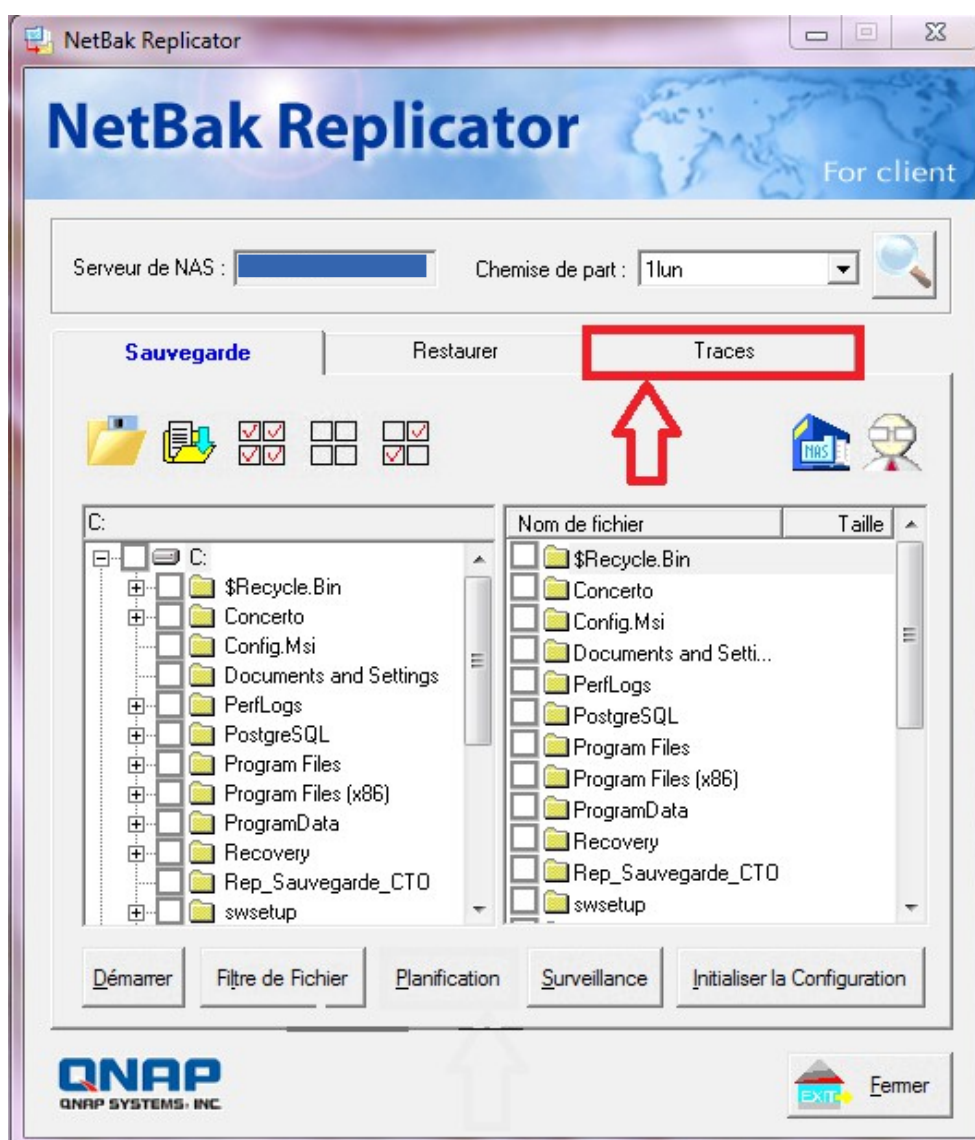 NetBak Replicator
NetBak Replicator
For client
Serveur de NAS :
Chemise de part : 1lun
Sauvegarde
Restaurer
Traces
NAS
C:
C:
$Recycle.Bin
Concerto
Config.Msi
Documents and Settings
PerfLogs
PostgreSQL
Program Files
Program Files (x86)
ProgramData
Recovery
Rep_Sauvegarde_CTO
swsetup
Nom de fichier
Taille
$Recycle.Bin
Concerto
Config.Msi
Documents and Setti...
PerfLogs
PostgreSQL
Program Files
Program Files (x86)
ProgramData
Recovery
Rep_Sauvegarde_CTO
swsetup
Démarrer
Filtre de Fichier
Planification
Surveillance
Initialiser la Configuration
QNAP
QNAP SYSTEMS, INC.
EXIT
Fermer